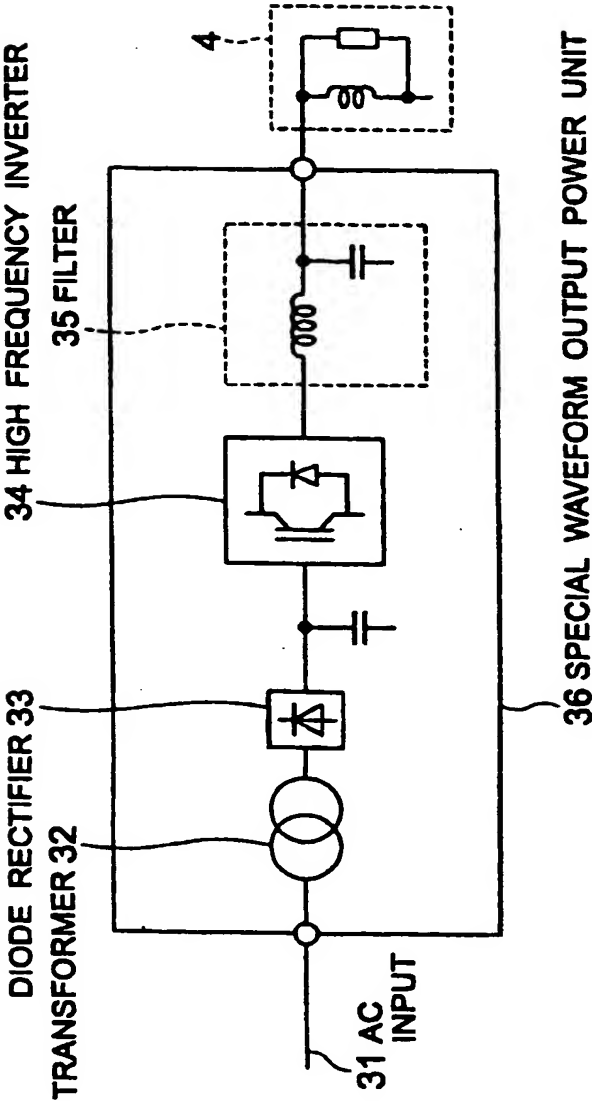 DIODE RECTIFIER 33
TRANSFORMER 32
31 AC
INPUT
34 HIGH FREQUENCY INVERTER
35 FILTER
4
36 SPECIAL WAVEFORM OUTPUT POWER UNIT